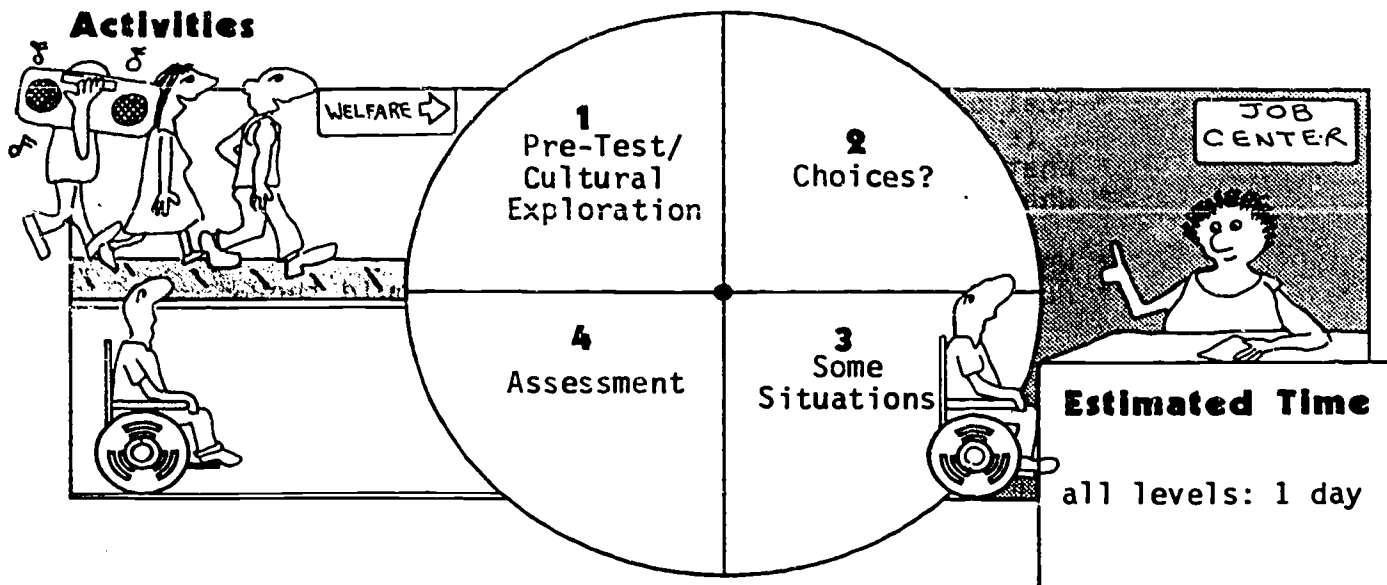 Activities
WELFARE
1
Pre-Test/
Cultural
Exploration
2
Choices?
JOB
CENTER
4
Assessment
3
Some
Situations
Estimated Time
all levels: 1 day